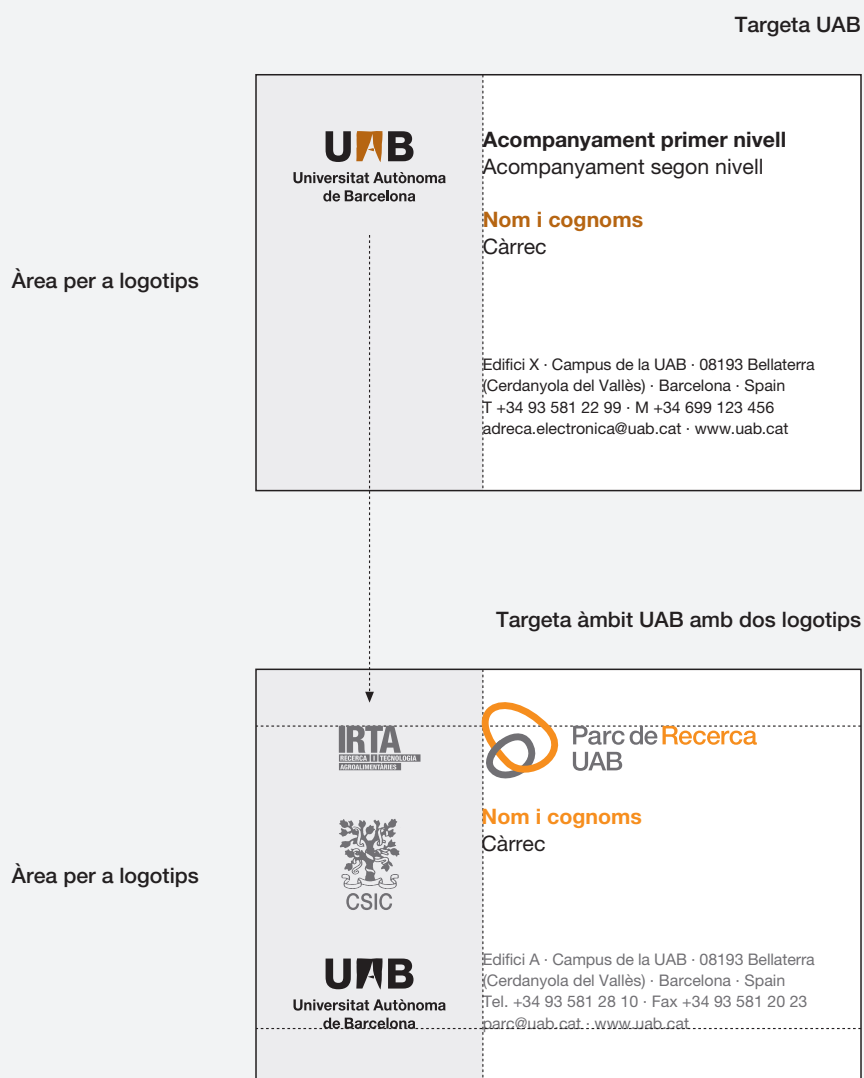 Targeta UAB
UAB
Universitat Autònoma
de Barcelona
Acompanyament primer nivell
Acompanyament segon nivell
Nom i cognoms
Càrrec
Àrea per a logotips
Edifici X · Campus de la UAB · 08193 Bellaterra
(Cerdanyola del Vallès) · Barcelona · Spain
T +34 93 581 22 99 · M +34 699 123 456
adreca.electronica@uab.cat · www.uab.cat
Targeta àmbit UAB amb dos logotips
IRTA
RECERCA I TECNOLOGIA
AGROALIMENTÀRIES
Parc de Recerca
UAB
Nom i cognoms
Càrrec
CSIC
Àrea per a logotips
UAB
Universitat Autònoma
de Barcelona
Edifici A · Campus de la UAB · 08193 Bellaterra
(Cerdanyola del Vallès) · Barcelona · Spain
Tel. +34 93 581 28 10 · Fax +34 93 581 20 23
parc@uab.cat · www.uab.cat